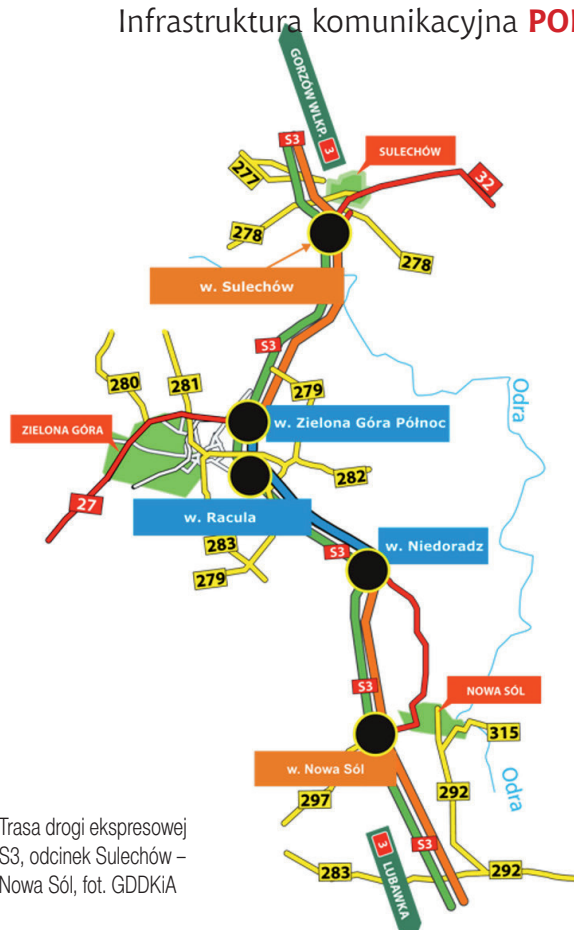 Infrastruktura komunikacyjna
GORZÓW WLKP. 3
S3
SULECHÓW
277
32
278
278
w. Sulechów
S3
Odra
280
281
279
ZIELONA GÓRA
w. Zielona Góra Północ
282
27
w. Racula
283
S3
w. Niedoradz
279
S3
NOWA SÓL
315
w. Nowa Sól
Odra
297
292
Trasa drogi ekspresowej
S3, odcinek Sulechów –
Nowa Sól, fot. GDDKiA
3 LUBAWKA
S3
283
292